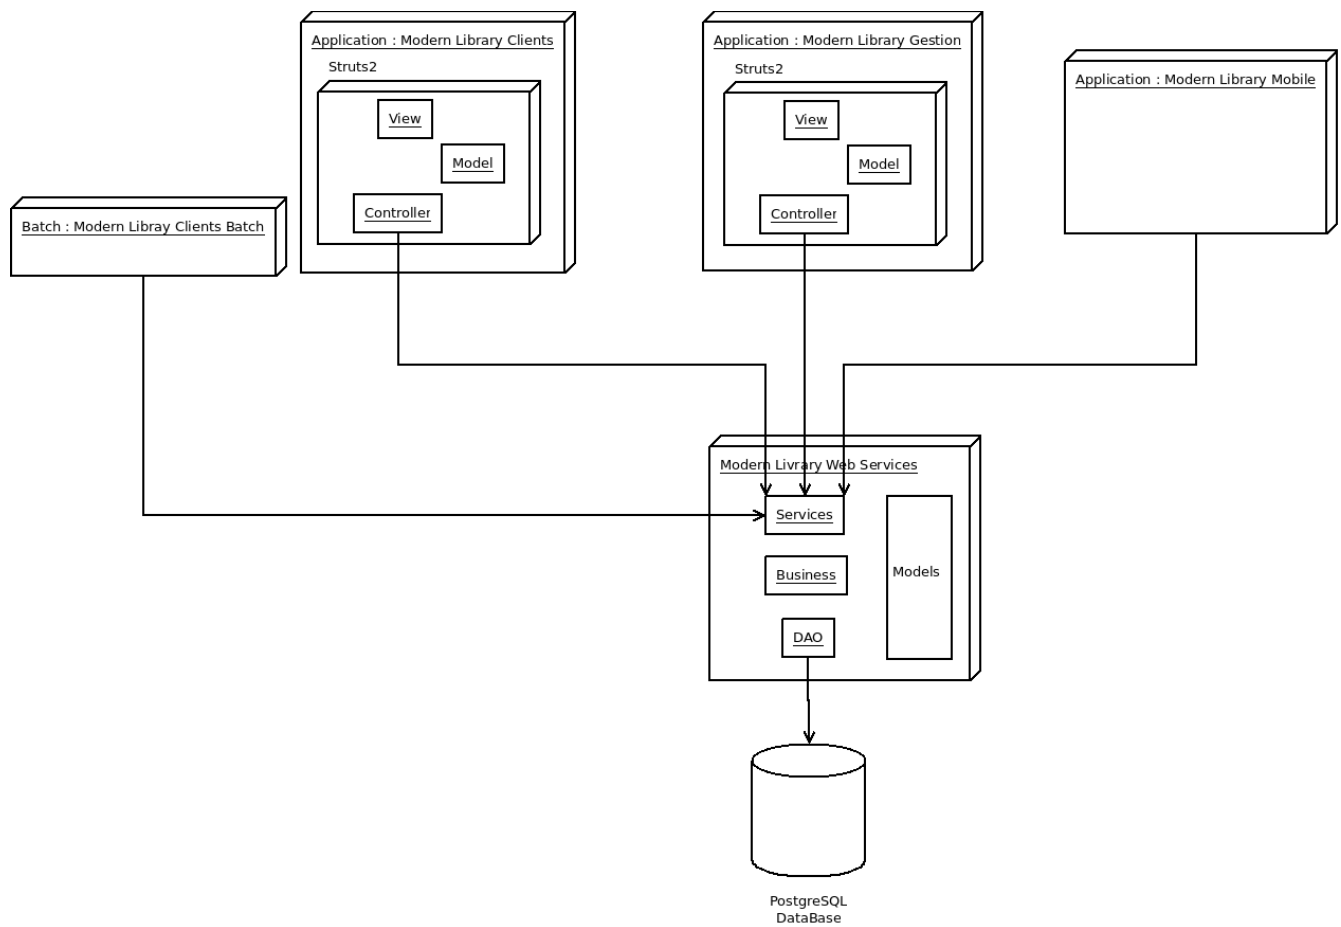 Application : Modern Library Clients
Struts2
View
Model
Controller
Application : Modern Library Gestion
Struts2
View
Model
Controller
Application : Modern Library Mobile
Batch : Modern Libray Clients Batch
Modern Livrary Web Services
Services
Business
DAO
Models
PostgreSQL
DataBase